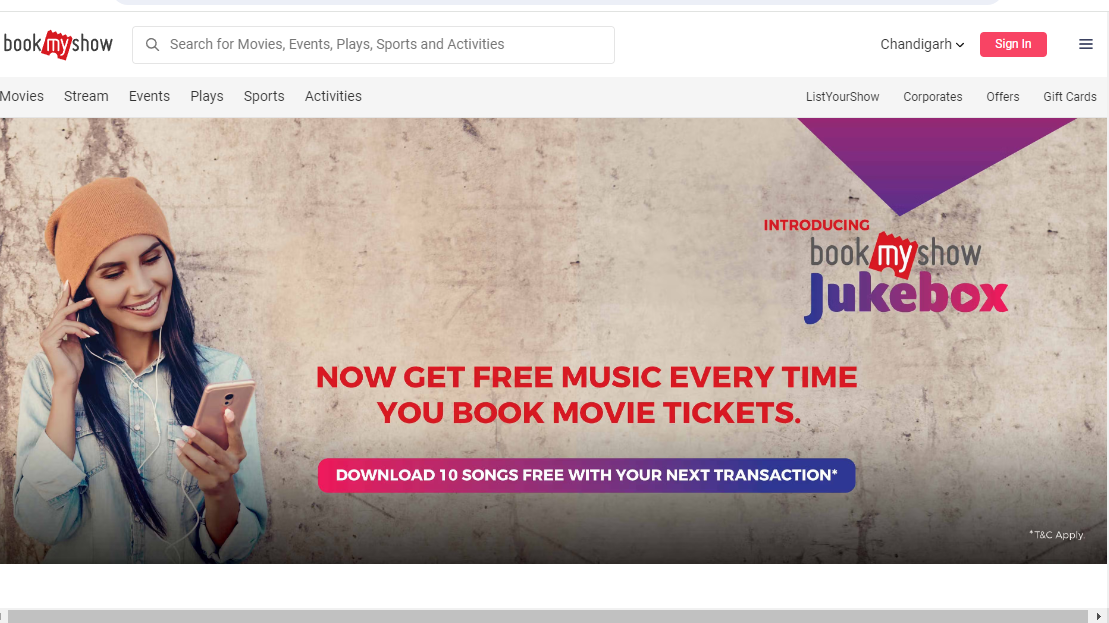 bookmyshow
Search for Movies, Events, Plays, Sports and Activities
Chandigarh
Sign In
Movies Stream Events Plays Sports Activities
ListYourShow Corporates Offers Gift Cards
INTRODUCING
bookmyshow
Jukebox
NOW GET FREE MUSIC EVERY TIME
YOU BOOK MOVIE TICKETS.
DOWNLOAD 10 SONGS FREE WITH YOUR NEXT TRANSACTION*
*T&C Apply.